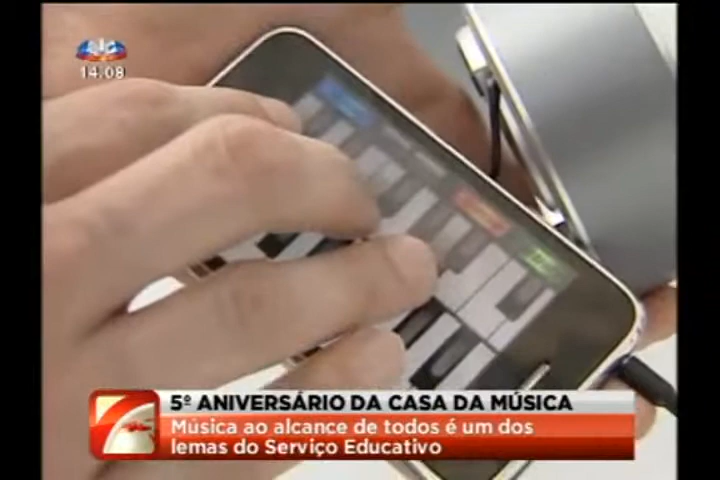 SIC
14:08
5º ANIVERSÁRIO DA CASA DA MÚSICA
Música ao alcance de todos é um dos
lemas do Serviço Educativo